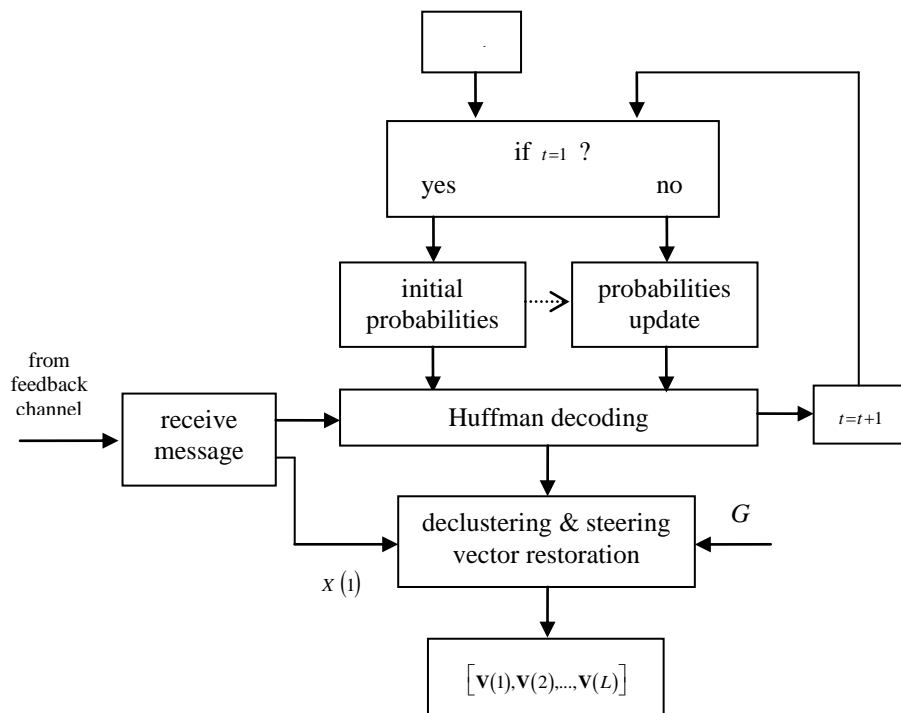 if t=1 ?
yes no
initial
probabilities
probabilities
update
from
feedback
channel
receive
message
Huffman decoding
t=t+1
declustering & steering
vector restoration
G
X (1)
[V(1),V(2),...,V(L)]